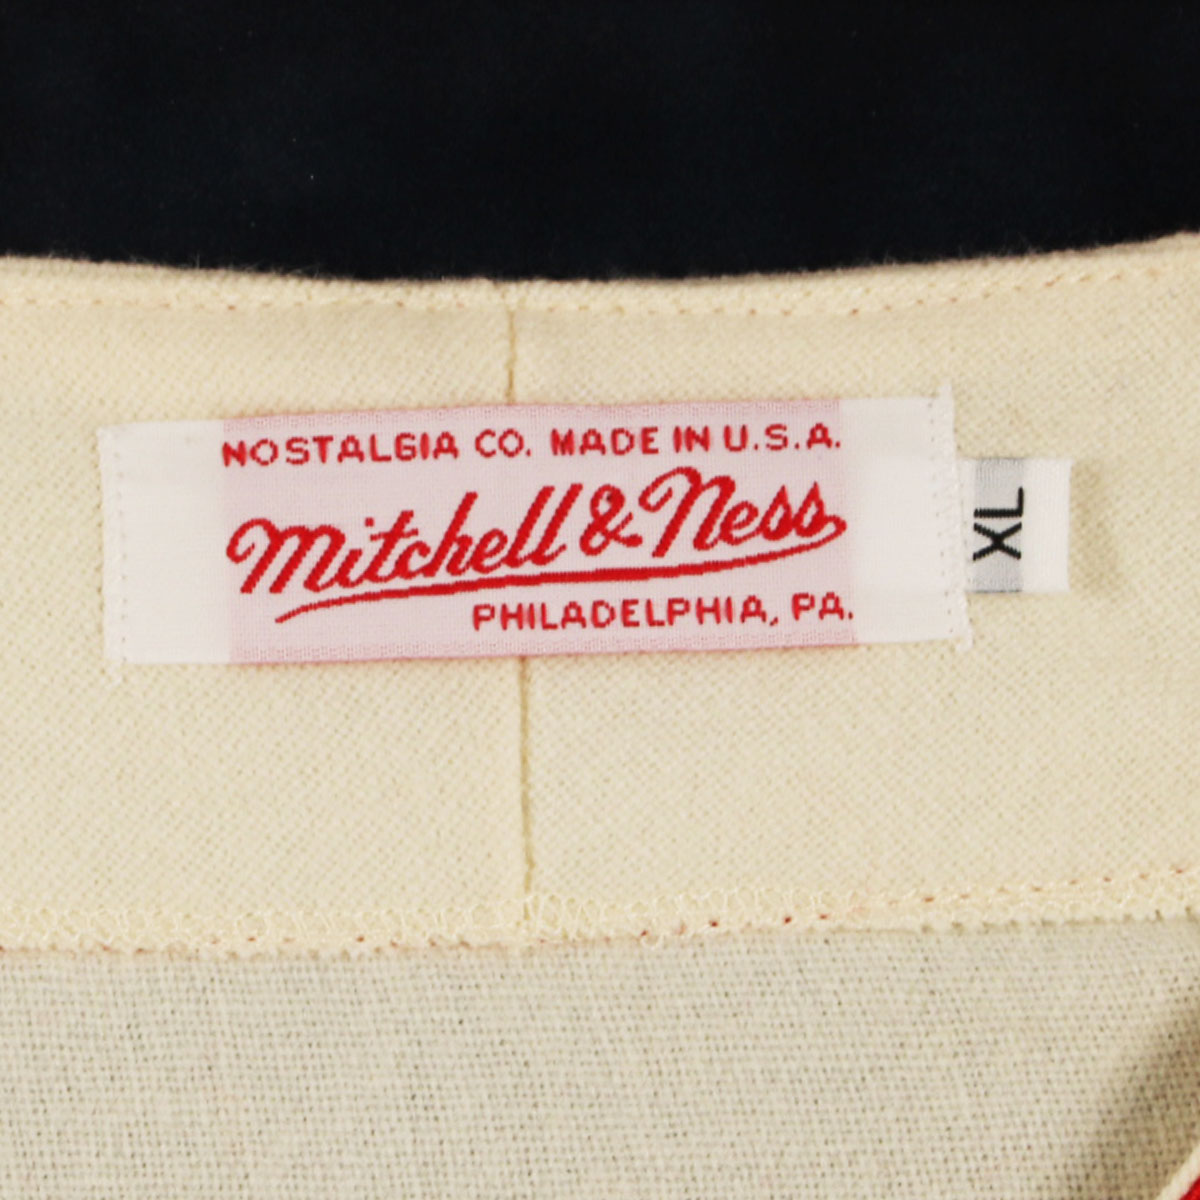 NOSTALGIA CO. MADE IN U.S.A.
Mitchell & Ness
PHILADELPHIA, PA.
XL